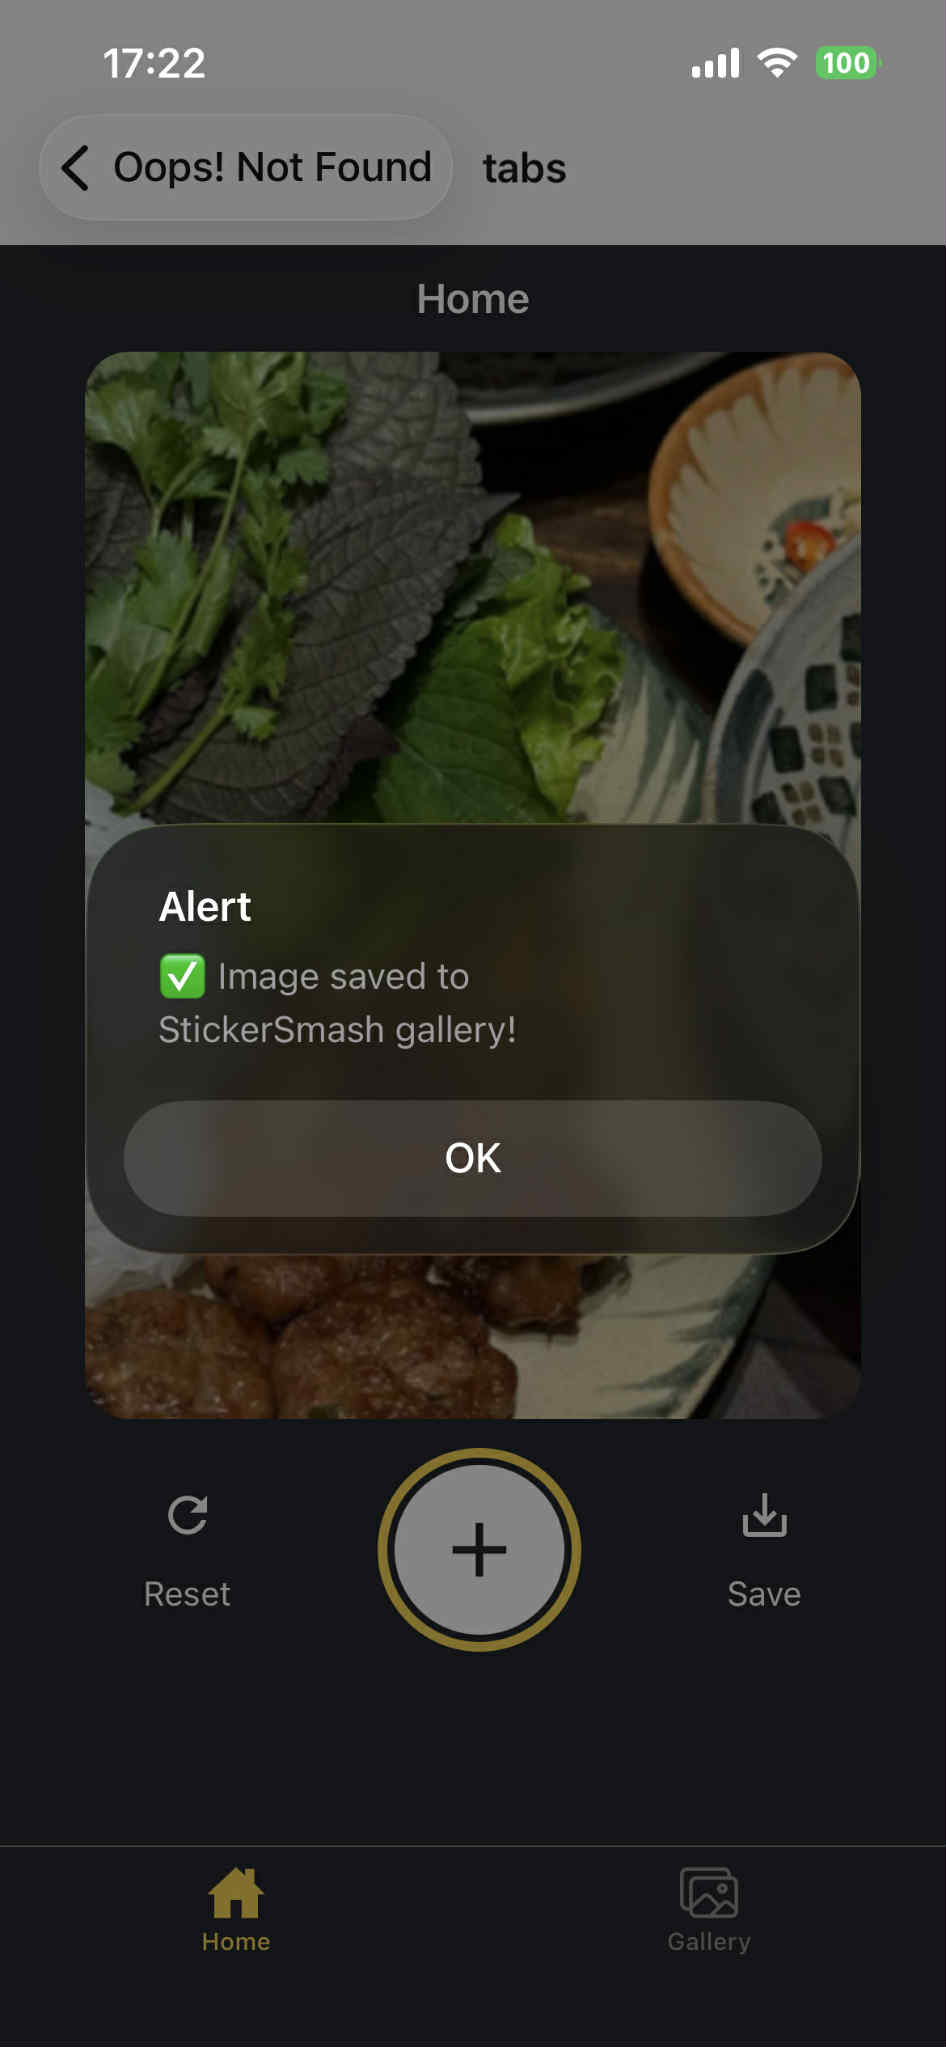 17:22
100
Oops! Not Found
tabs
Home
Alert
✅ Image saved to
StickerSmash gallery!
OK
Reset
Save
Home
Gallery